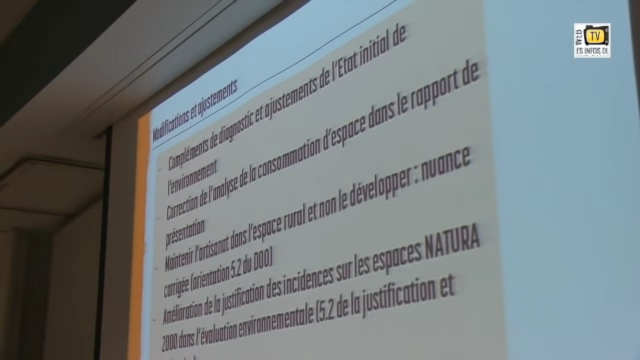 Modifications et ajustements
- Compléments de diagnostic et ajustements de l'Etat initial de
l'environnement
- Correction de l'analyse de la consommation d'espace dans le rapport de
présentation
- Maintenir l'artisanat dans l'espace rural et non le développer : nuance
corrigée (orientation 5.2 du DOO)
- Amélioration de la justification des incidences sur les espaces NATURA
2000 dans l'évaluation environnementale (5.2 de la justification et
TV
ES INFOS DI